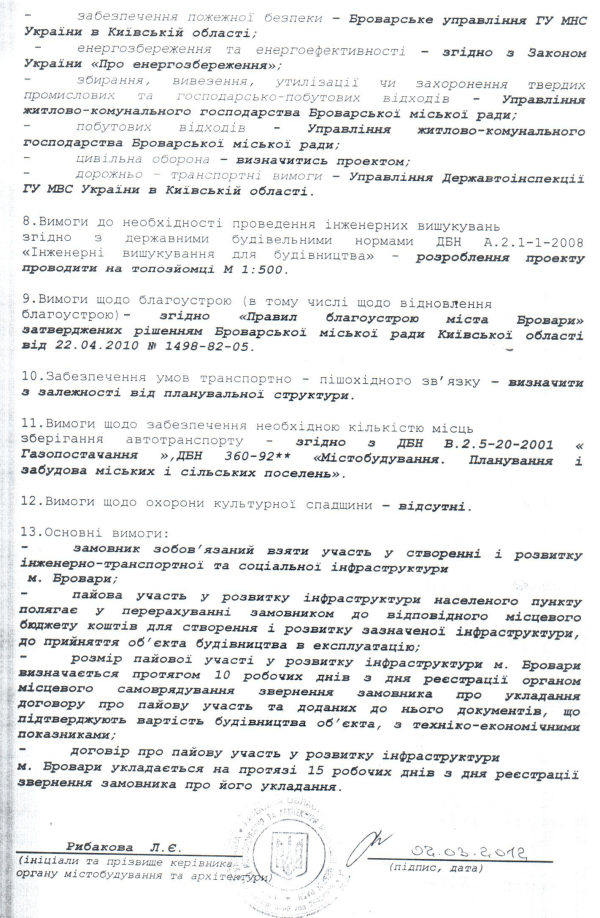 - забезпечення пожежної безпеки – Броварське управління ГУ МНС
України в Київській області;
- енергозбереження та енергоефективності – згідно з Законом
України «Про енергозбереження»;
- збирання, вивезення, утилізації чи захоронення твердих
промислових та господарсько-побутових відходів – Управління
житлово-комунального господарства Броварської міської ради;
- побутових відходів – Управління житлово-комунального
господарства Броварської міської ради;
- цивільна оборона – визначитись проектом;
- дорожньо – транспортні вимоги – Управління Державтоінспекції
ГУ МВС України в Київській області.
8.Вимоги до необхідності проведення інженерних вишукувань
згідно з державними будівельними нормами ДБН А.2.1-1-2008
«Інженерні вишукування для будівництва» – розроблення проекту
проводити на топозйомці М 1:500.
9.Вимоги щодо благоустрою (в тому числі щодо відновлення
благоустрою)– згідно «Правил благоустрою міста Бровари»
затверджених рішенням Броварської міської ради Київської області
від 22.04.2010 № 1498-82-05.
10.Забезпечення умов транспортно – пішохідного зв’язку – визначити
з залежності від планувальної структури.
11.Вимоги щодо забезпечення необхідною кількістю місць
зберігання автотранспорту – згідно з ДБН В.2.5-20-2001 «
Газопостачання »,ДБН 360-92** «Містобудування. Планування і
забудова міських і сільських поселень».
12.Вимоги щодо охорони культурної спадщини – відсутні.
13.Основні вимоги:
- замовник зобов’язаний взяти участь у створенні і розвитку
інженерно-транспортної та соціальної інфраструктури
м. Бровари;
- пайова участь у розвитку інфраструктури населеного пункту
полягає у перерахуванні замовником до відповідного місцевого
бюджету коштів для створення і розвитку зазначеної інфраструктури,
до прийняття об’єкта будівництва в експлуатацію;
- розмір пайової участі у розвитку інфраструктури м. Бровари
визначається протягом 10 робочих днів з дня реєстрації органом
місцевого самоврядування звернення замовника про укладання
договору про пайову участь та доданих до нього документів, що
підтверджують вартість будівництва об’єкта, з техніко-економічними
показниками;
- договір про пайову участь у розвитку інфраструктури
м. Бровари укладається на протязі 15 робочих днів з дня реєстрації
звернення замовника про його укладання.
Рибакова Л.Є. 02.03.2012
(ініціали та прізвище керівника (підпис, дата)
органу містобудування та архітектури)